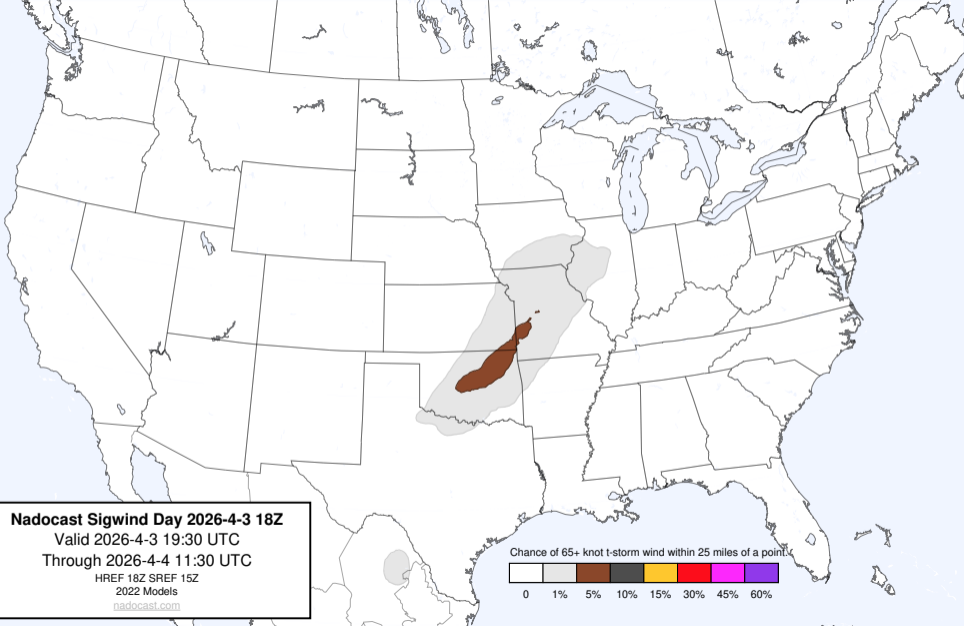 Nadocast Sigwind Day 2026-4-3 18Z
Valid 2026-4-3 19:30 UTC
Through 2026-4-4 11:30 UTC
HREF 18Z SREF 15Z
2022 Models
nadocast.com
Chance of 65+ knot t-storm wind within 25 miles of a point.
0 1% 5% 10% 15% 30% 45% 60%